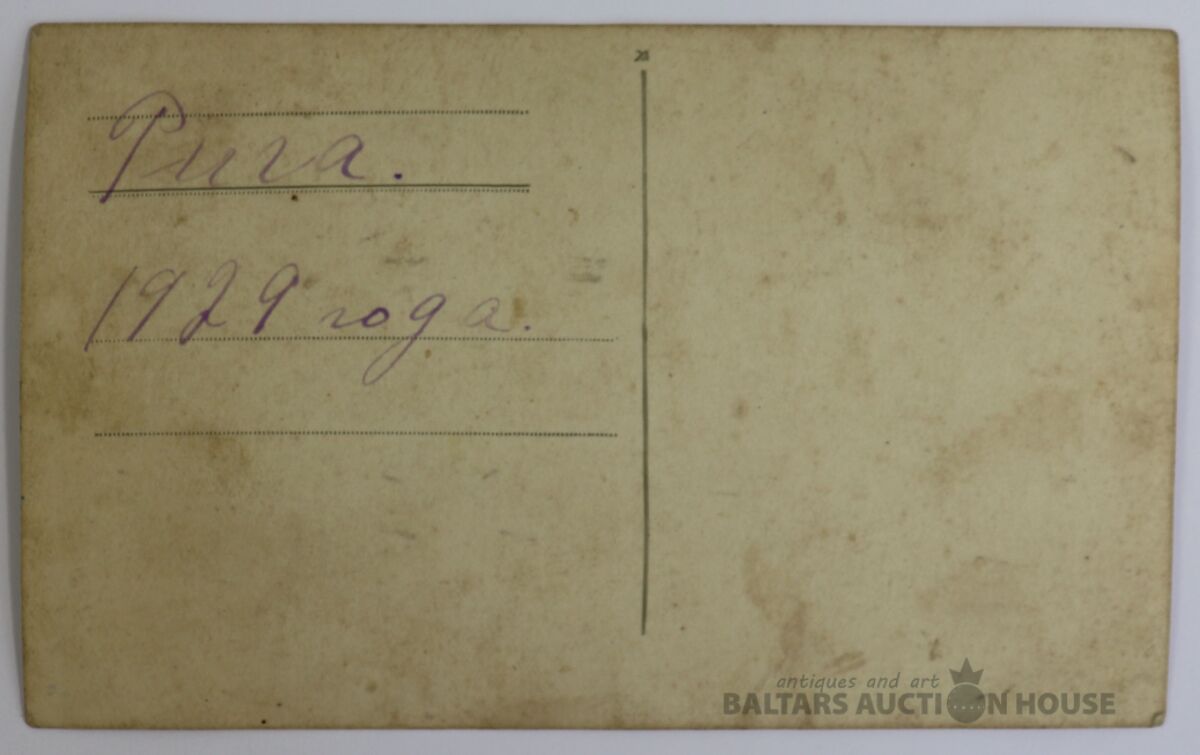 Рига.
1929 года.
antiques and art
BALTARS AUCTION HOUSE